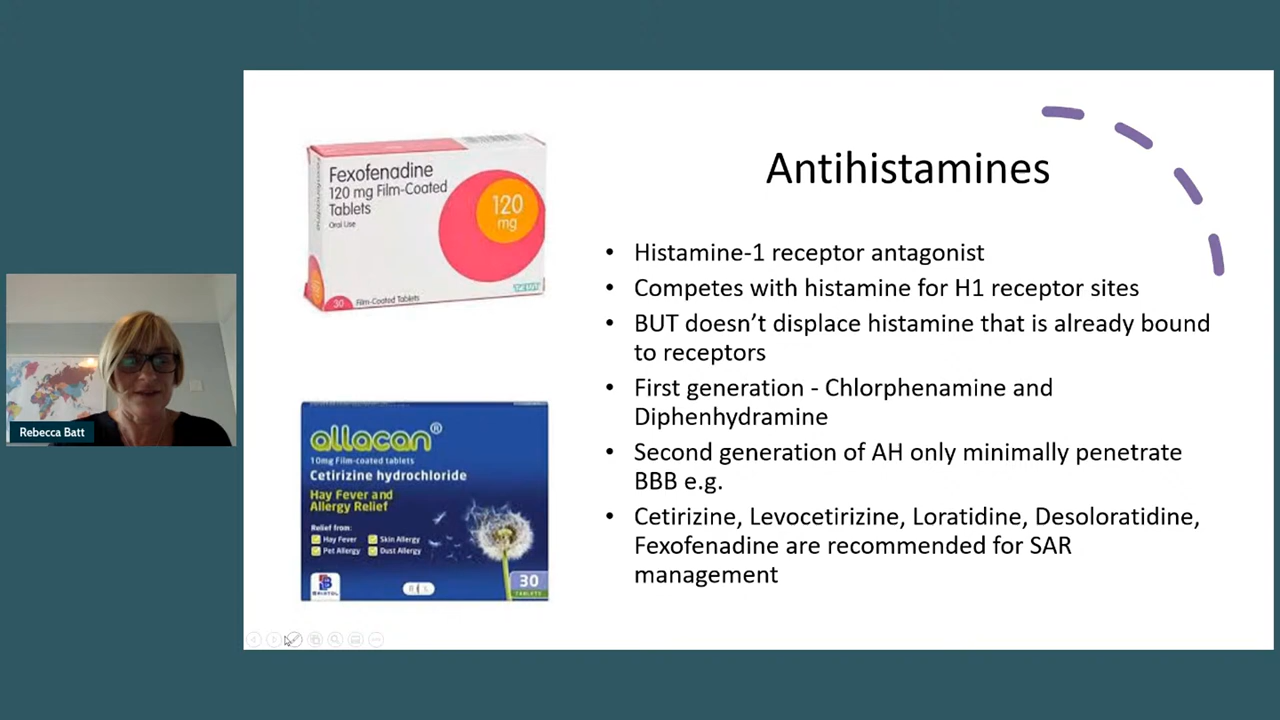 Antihistamines
• Histamine-1 receptor antagonist
• Competes with histamine for H1 receptor sites
• BUT doesn’t displace histamine that is already bound
to receptors
• First generation - Chlorphenamine and
Diphenhydramine
• Second generation of AH only minimally penetrate
BBB e.g.
• Cetirizine, Levocetirizine, Loratidine, Desoloratidine,
Fexofenadine are recommended for SAR
management
Fexofenadine
120 mg Film-Coated
Tablets
Oral Use
120
mg
30 Film-Coated Tablets
allacan®
10mg Film-coated tablets
Cetirizine hydrochloride
Hay Fever and
Allergy Relief
Relief from:
Hay Fever Skin Allergy
Pet Allergy Dust Allergy
BRISTOL
30
TABLETS
Rebecca Batt